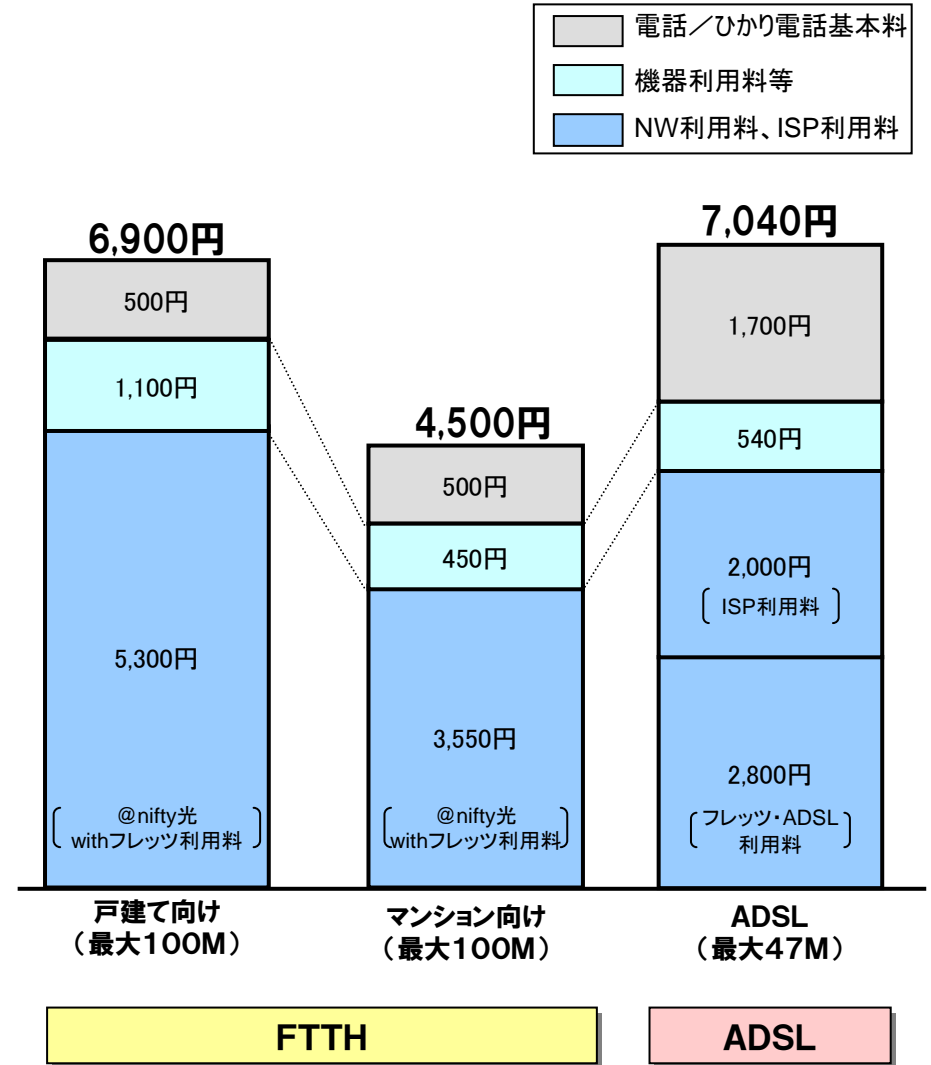 電話／ひかり電話基本料
機器利用料等
NW利用料、ISP利用料
6,900円
500円
1,100円
5,300円
@nifty光
withフレッツ利用料
4,500円
500円
450円
3,550円
@nifty光
withフレッツ利用料
7,040円
1,700円
540円
2,000円
ISP利用料
2,800円
フレッツ・ADSL
利用料
戸建て向け
（最大100M）
マンション向け
（最大100M）
ADSL
（最大47M）
FTTH
ADSL